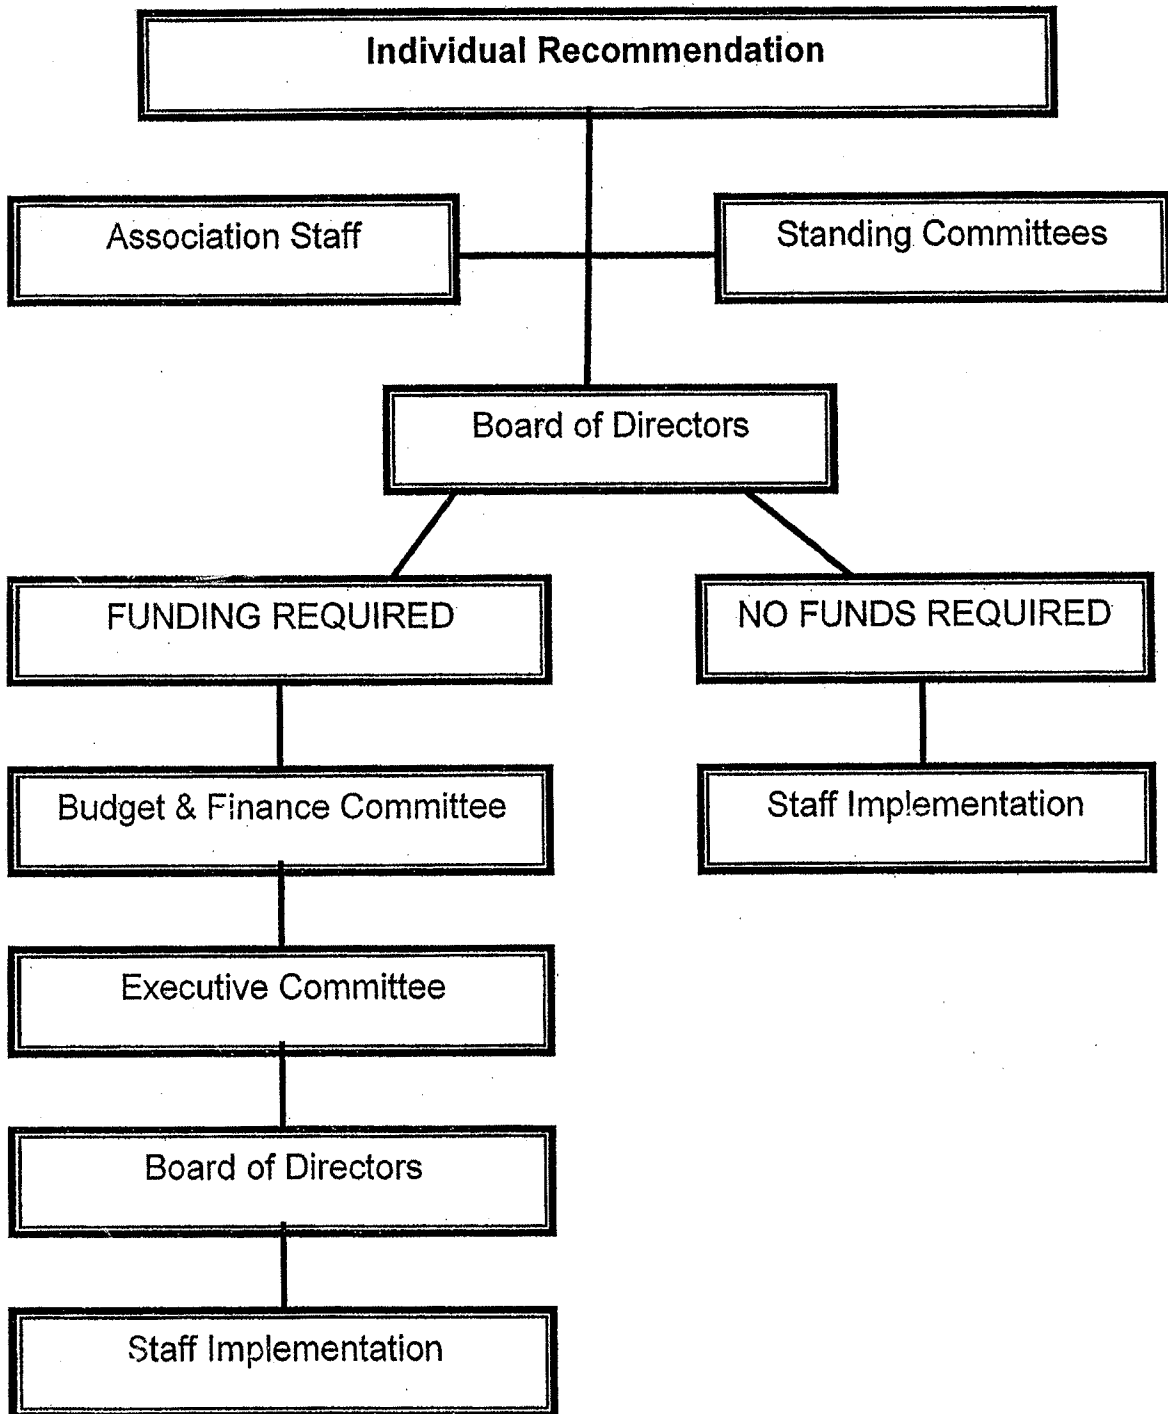 Individual Recommendation
Association Staff
Standing Committees
Board of Directors
FUNDING REQUIRED
NO FUNDS REQUIRED
Budget & Finance Committee
Staff Implementation
Executive Committee
Board of Directors
Staff Implementation